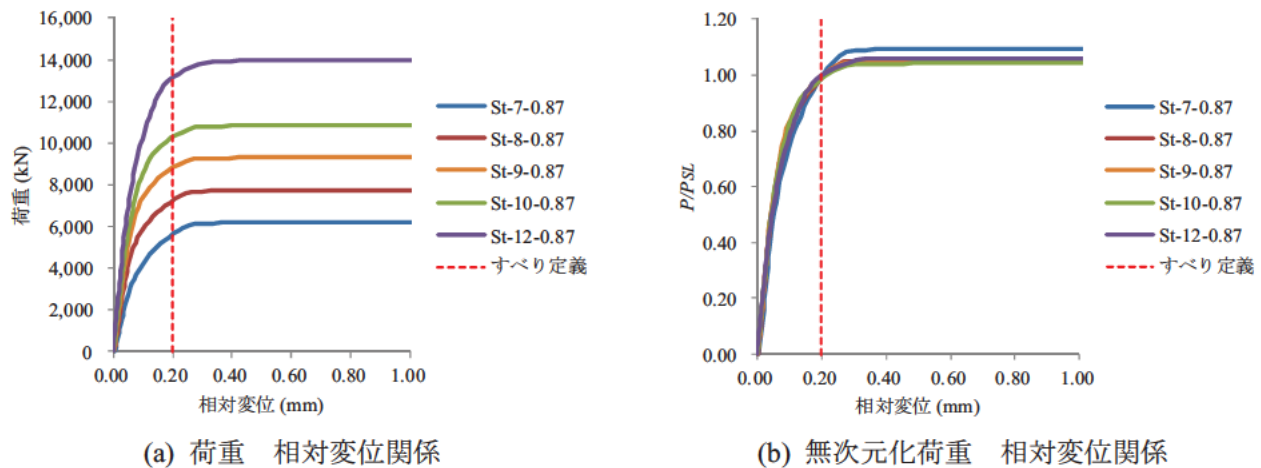 16,000
14,000
12,000
10,000
8,000
6,000
4,000
2,000
0
荷重 (kN)
0.00 0.20 0.40 0.60 0.80 1.00
相対変位 (mm)
St-7-0.87
St-8-0.87
St-9-0.87
St-10-0.87
St-12-0.87
すべり定義
(a) 荷重 相対変位関係
1.20
1.00
0.80
0.60
0.40
0.20
0.00
P/PSL
0.00 0.20 0.40 0.60 0.80 1.00
相対変位 (mm)
St-7-0.87
St-8-0.87
St-9-0.87
St-10-0.87
St-12-0.87
すべり定義
(b) 無次元化荷重 相対変位関係